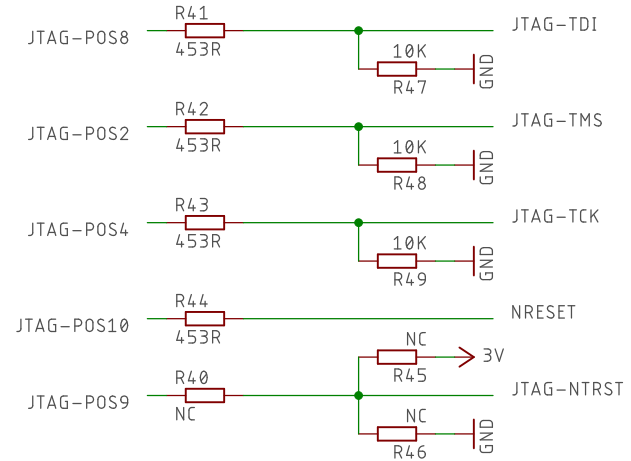 R41
JTAG-POS8
453R
JTAG-TDI
10K
R47
GND
R42
JTAG-POS2
453R
JTAG-TMS
10K
R48
GND
R43
JTAG-POS4
453R
JTAG-TCK
10K
R49
GND
R44
JTAG-POS10
453R
NRESET
NC
R45
3V
R40
JTAG-POS9
NC
JTAG-NTRST
NC
R46
GND